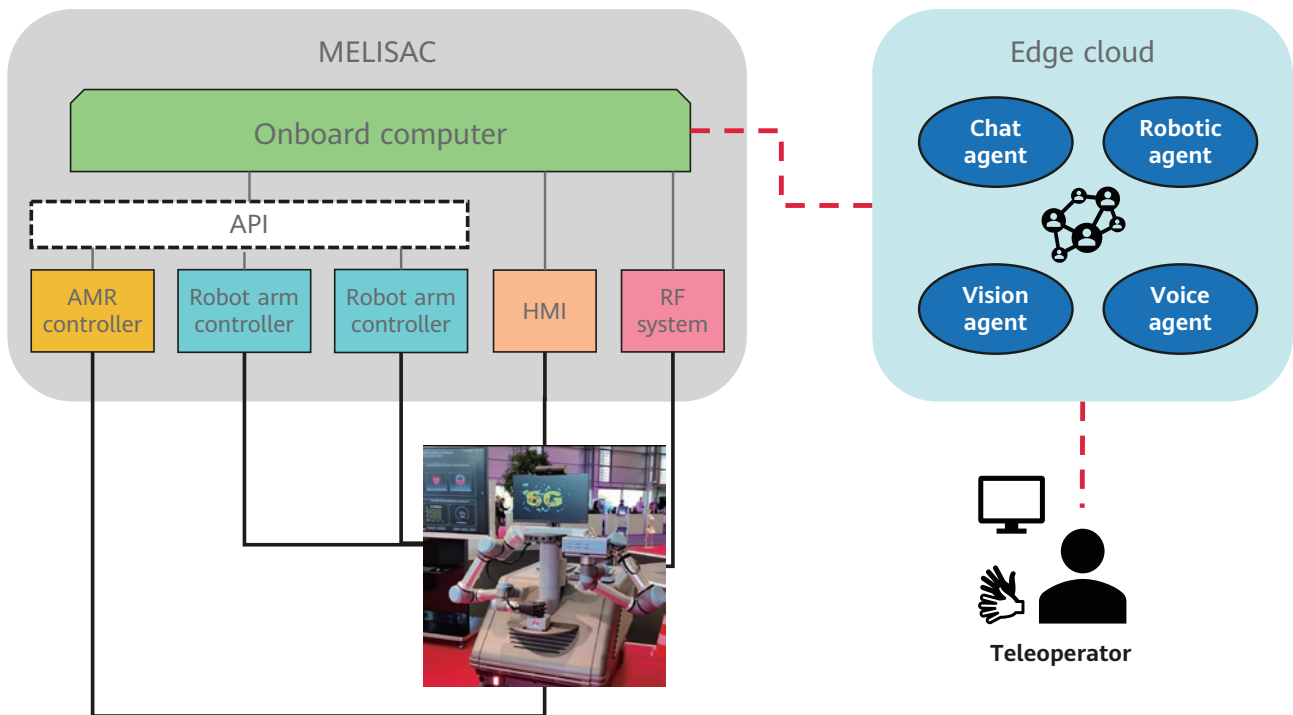 MELISAC
Onboard computer
API
AMR
controller
Robot arm
controller
Robot arm
controller
HMI
RF
system
6G
Edge cloud
Chat
agent
Robotic
agent
Vision
agent
Voice
agent
Teleoperator